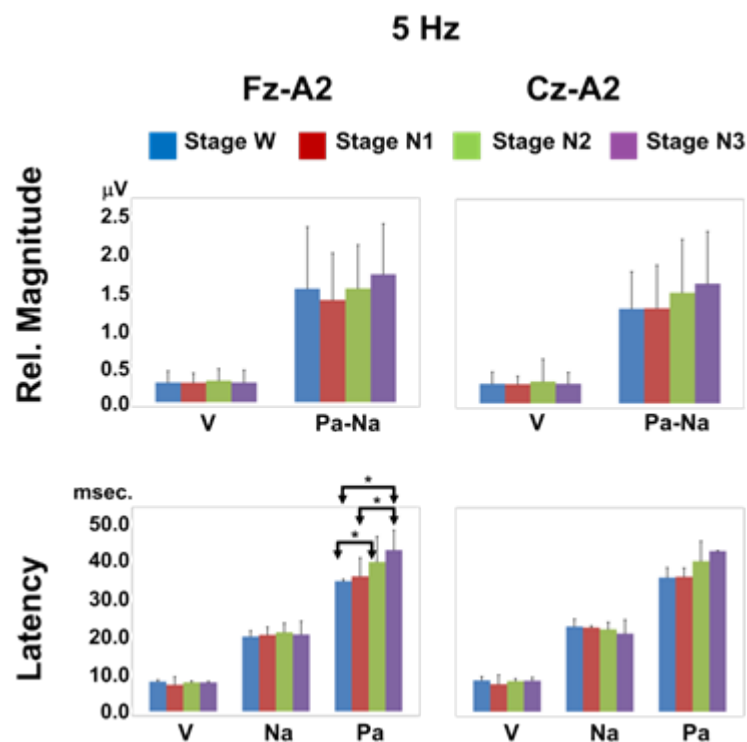 5 Hz
Fz-A2 Cz-A2
Stage W Stage N1 Stage N2 Stage N3
Rel. Magnitude
µV
2.5
2.0
1.5
1.0
0.5
0.0
V Pa-Na
V Pa-Na
Latency
msec.
50.0
40.0
30.0
20.0
10.0
0.0
*
*
*
V Na Pa
V Na Pa